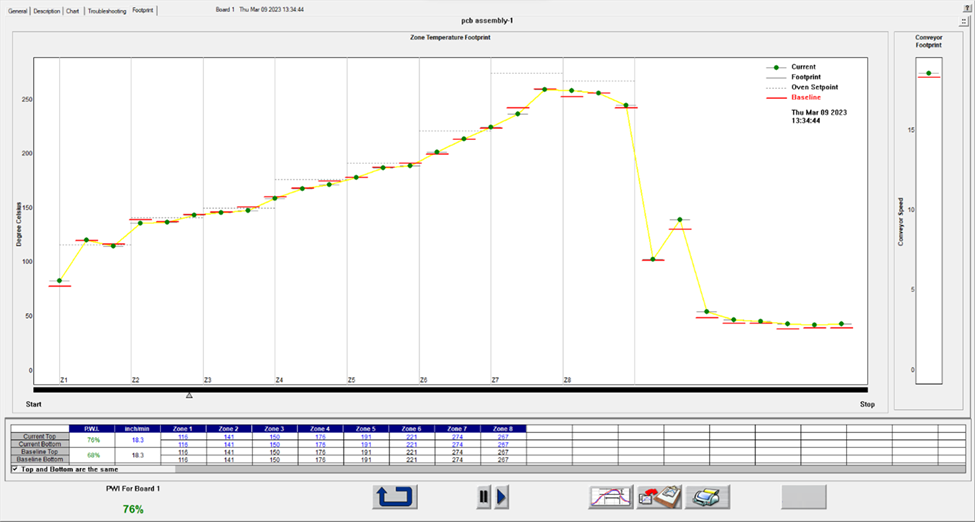 General Description Chart Troubleshooting Footprint Board 1 Thu Mar 09 2023 13:34:44 ?
pcb assembly-1
Zone Temperature Footprint
Conveyor Footprint
Current
Footprint
Oven Setpoint
Baseline
Thu Mar 09 2023
13:34:44
Degree Celsius
250
200
150
100
50
0
Z1 Z2 Z3 Z4 Z5 Z6 Z7 Z8
Start Stop
Conveyor Speed
15
10
5
0
P.W.I. inch/min Zone 1 Zone 2 Zone 3 Zone 4 Zone 5 Zone 6 Zone 7 Zone 8
Current Top 76% 18.3 116 141 150 176 191 221 274 267
Current Bottom 116 141 150 176 191 221 274 267
Baseline Top 68% 18.3 116 141 150 176 191 221 274 267
Baseline Bottom 116 141 150 176 191 221 274 267
Top and Bottom are the same
PWI For Board 1
76%